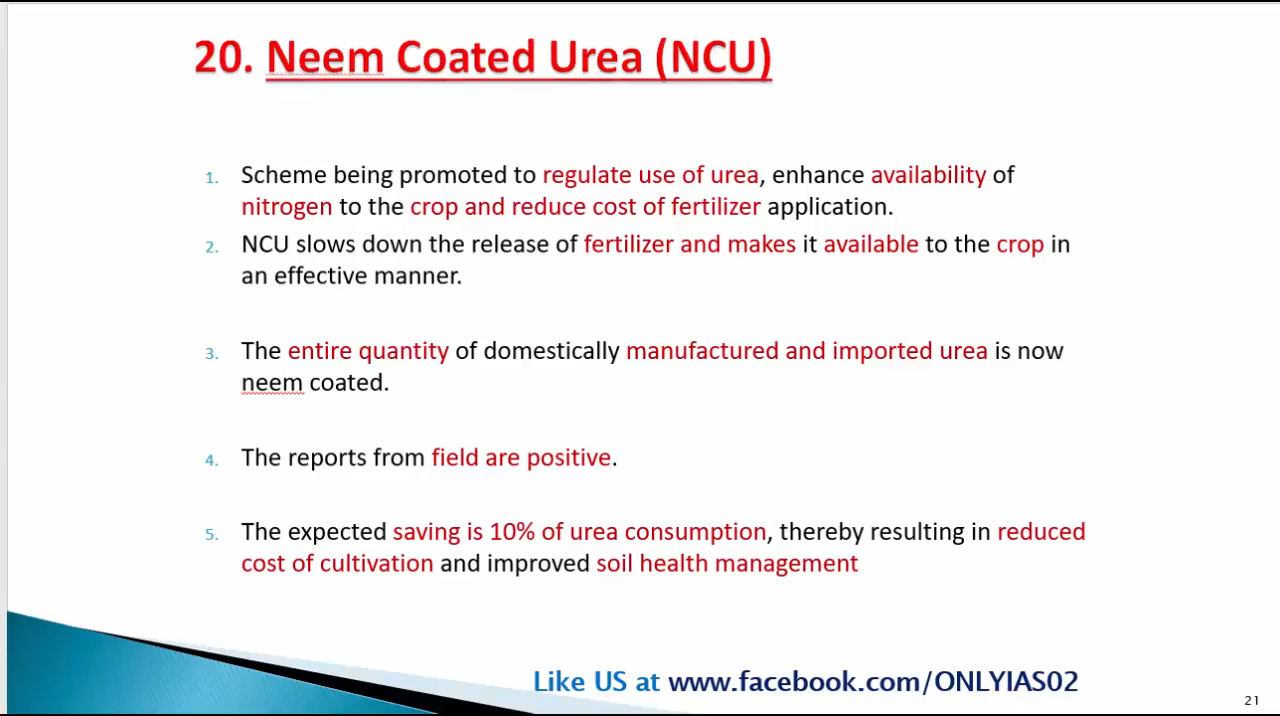 20. Neem Coated Urea (NCU)
1. Scheme being promoted to regulate use of urea, enhance availability of
nitrogen to the crop and reduce cost of fertilizer application.
2. NCU slows down the release of fertilizer and makes it available to the crop in
an effective manner.
3. The entire quantity of domestically manufactured and imported urea is now
neem coated.
4. The reports from field are positive.
5. The expected saving is 10% of urea consumption, thereby resulting in reduced
cost of cultivation and improved soil health management
Like US at www.facebook.com/ONLYIAS02
21